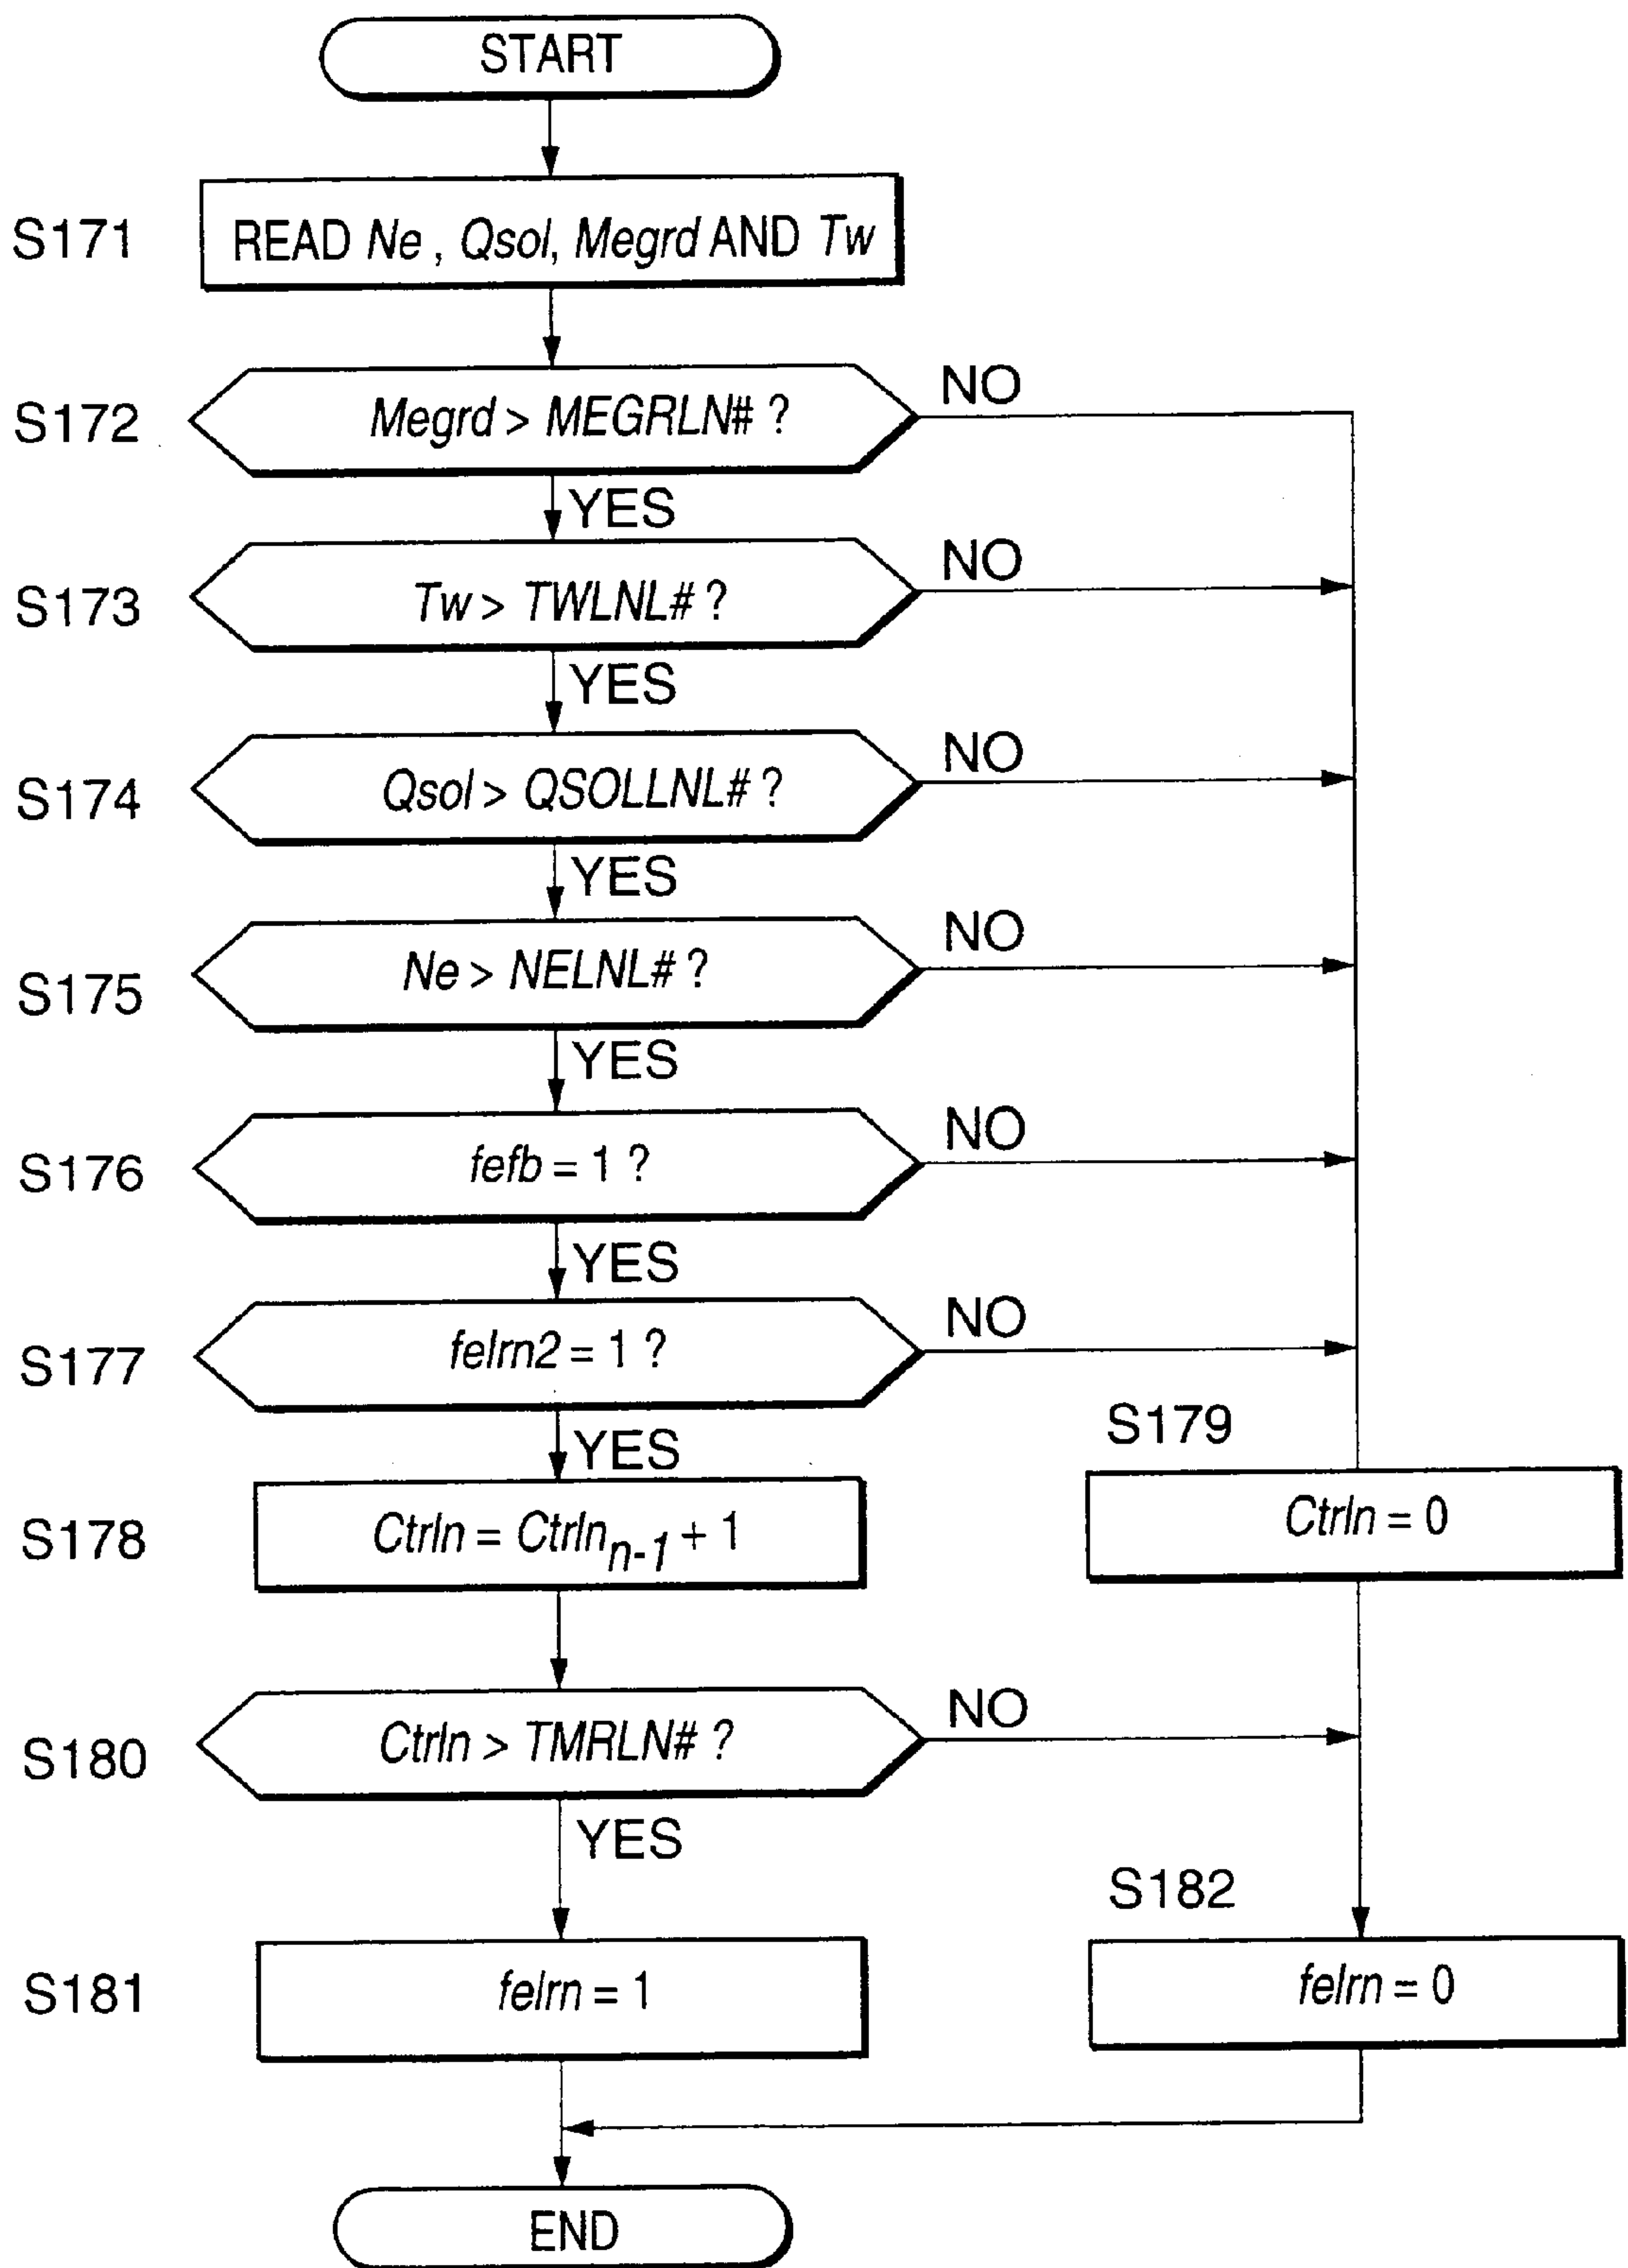 START
S171
READ Ne , Qsol, Megrd AND Tw
S172
Megrd > MEGRLN# ?
NO
YES
S173
Tw > TWLNL# ?
NO
YES
S174
Qsol > QSOLLNL# ?
NO
YES
S175
Ne > NELNL# ?
NO
YES
S176
fefb = 1 ?
NO
YES
S177
felrn2 = 1 ?
NO
YES
S178
Ctrln = Ctrln n-1 + 1
S179
Ctrln = 0
S180
Ctrln > TMRLN# ?
NO
YES
S181
felrn = 1
S182
felrn = 0
END